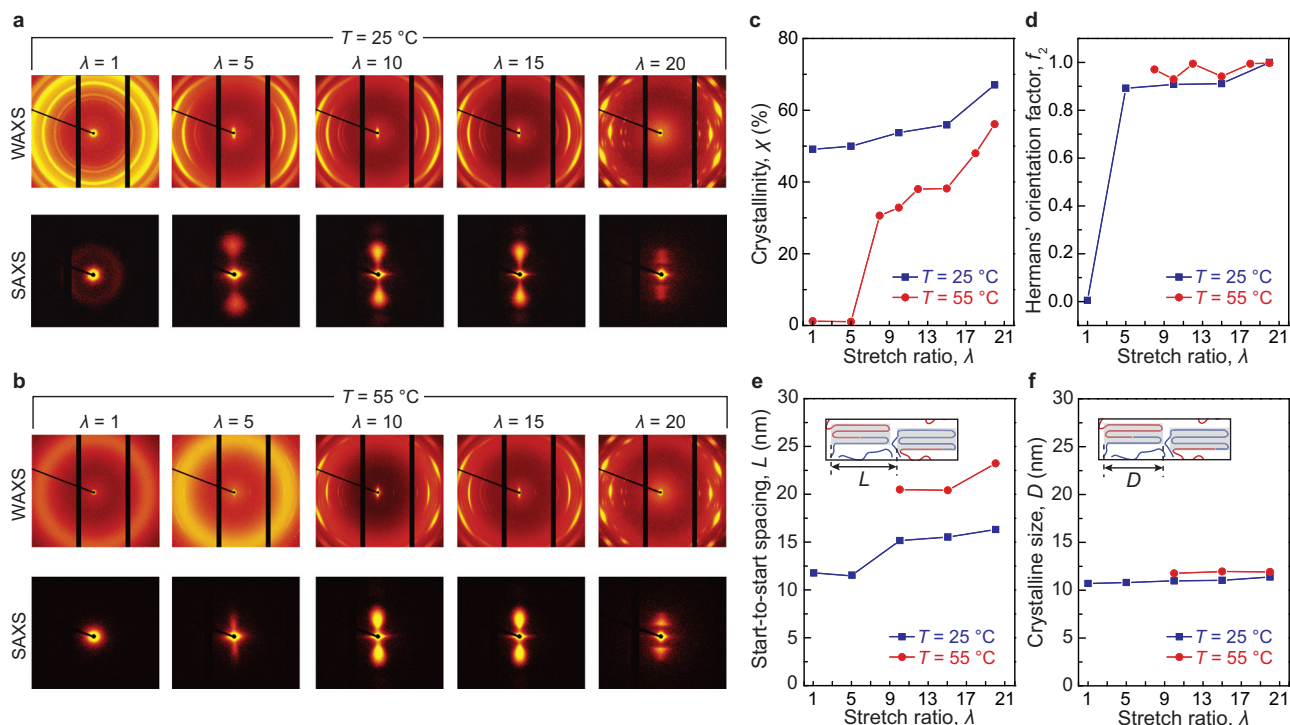 a
T = 25 °C
λ = 1 λ = 5 λ = 10 λ = 15 λ = 20
WAXS
SAXS
b
T = 55 °C
λ = 1 λ = 5 λ = 10 λ = 15 λ = 20
WAXS
SAXS
c
Crystallinity, χ (%)
80
60
40
20
0
T = 25 °C
T = 55 °C
1 5 9 13 17 21
Stretch ratio, λ
d
Hermans' orientation factor, f₂
1.0
0.8
0.6
0.4
0.2
0.0
T = 25 °C
T = 55 °C
1 5 9 13 17 21
Stretch ratio, λ
e
Start-to-start spacing, L (nm)
30
25
20
15
10
5
0
L
T = 25 °C
T = 55 °C
1 5 9 13 17 21
Stretch ratio, λ
f
Crystalline size, D (nm)
30
25
20
15
10
5
0
D
T = 25 °C
T = 55 °C
1 5 9 13 17 21
Stretch ratio, λ